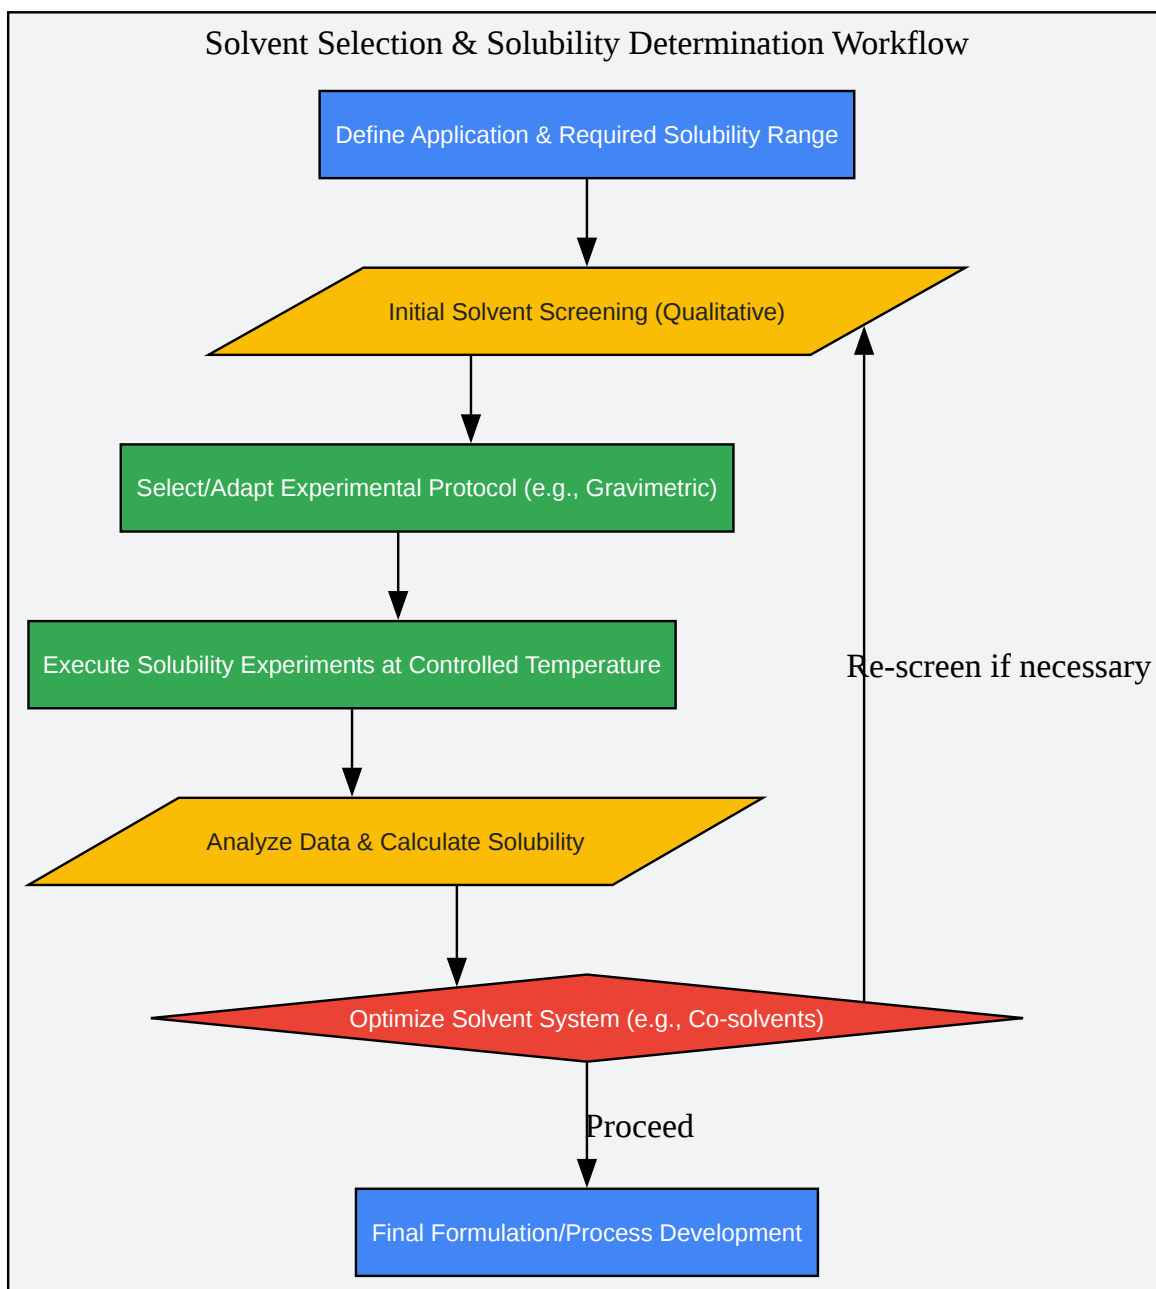 Solvent Selection & Solubility Determination Workflow
Define Application & Required Solubility Range
Initial Solvent Screening (Qualitative)
Select/Adapt Experimental Protocol (e.g., Gravimetric)
Execute Solubility Experiments at Controlled Temperature
Re-screen if necessary
Analyze Data & Calculate Solubility
Optimize Solvent System (e.g., Co-solvents)
Proceed
Final Formulation/Process Development